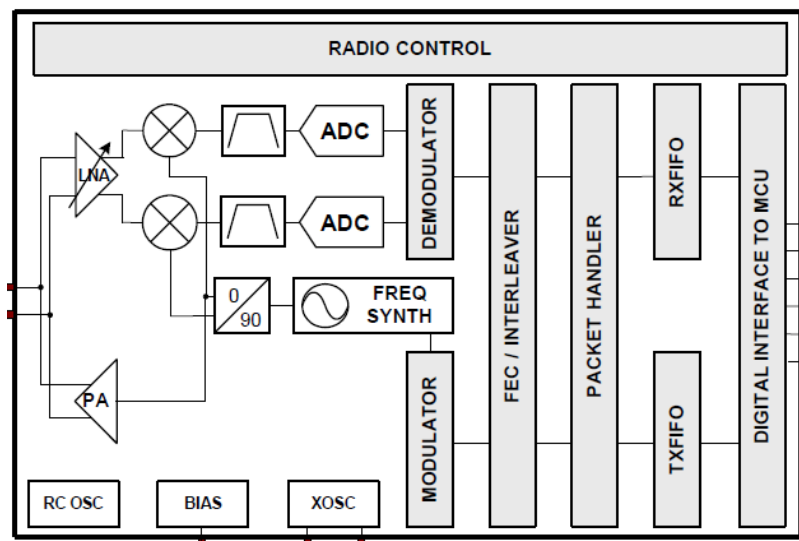 RADIO CONTROL
LNA
ADC
ADC
DEMODULATOR
FEC / INTERLEAVER
PACKET HANDLER
RXFIFO
DIGITAL INTERFACE TO MCU
0
90
FREQ
SYNTH
PA
MODULATOR
TXFIFO
RC OSC
BIAS
XOSC